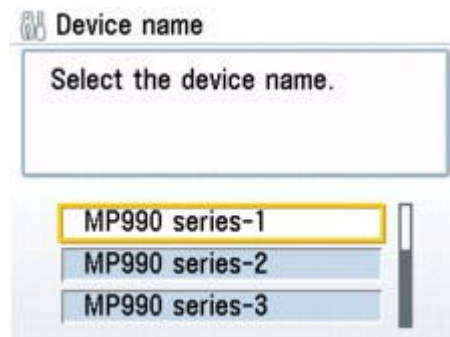 Device name
Select the device name.
MP990 series-1
MP990 series-2
MP990 series-3